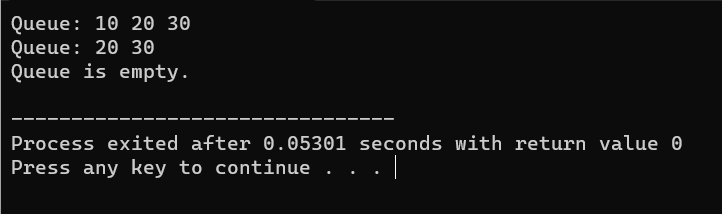 Queue: 10 20 30
Queue: 20 30
Queue is empty.
--------------------------------
Process exited after 0.05301 seconds with return value 0
Press any key to continue . . .